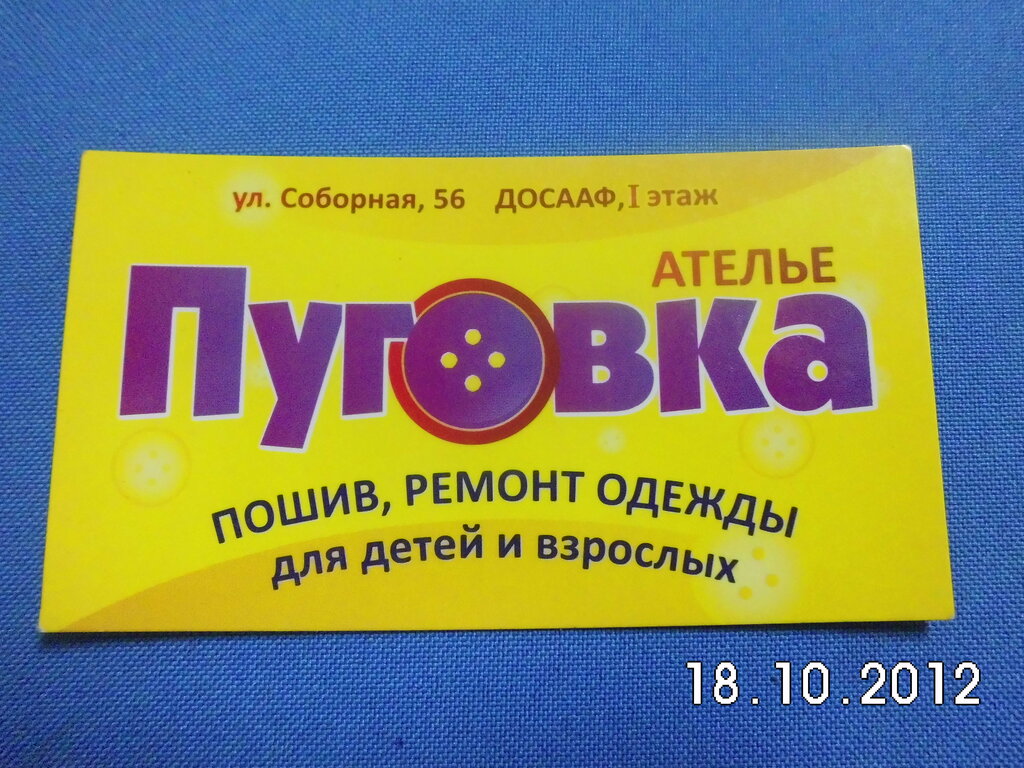 ул. Соборная, 56 ДОСААФ, I этаж
АТЕЛЬЕ
Пуговка
ПОШИВ, РЕМОНТ ОДЕЖДЫ
для детей и взрослых
18.10.2012